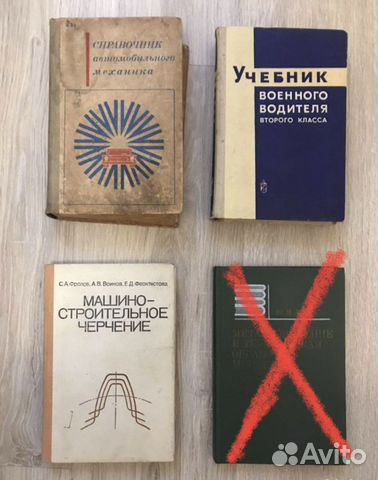 СПРАВОЧНИК
автомобильного
механика
УЧЕБНИК
ВОЕННОГО
ВОДИТЕЛЯ
ВТОРОГО КЛАССА
С.А. Фролов, А.В. Воинов, Е.Д. Феоктистова
МАШИНО-
СТРОИТЕЛЬНОЕ
ЧЕРЧЕНИЕ
Avito